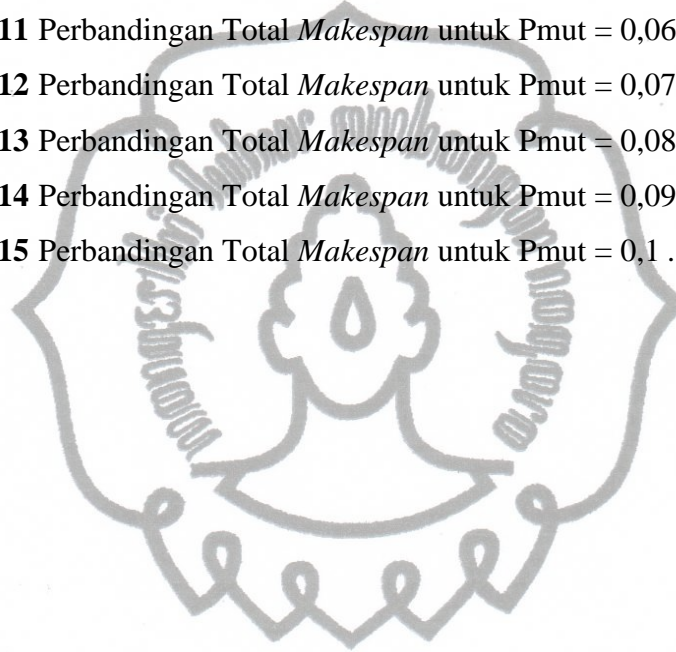 11 Perbandingan Total Makespan untuk Pmut = 0,06
12 Perbandingan Total Makespan untuk Pmut = 0,07
13 Perbandingan Total Makespan untuk Pmut = 0,08
14 Perbandingan Total Makespan untuk Pmut = 0,09
15 Perbandingan Total Makespan untuk Pmut = 0,1 .